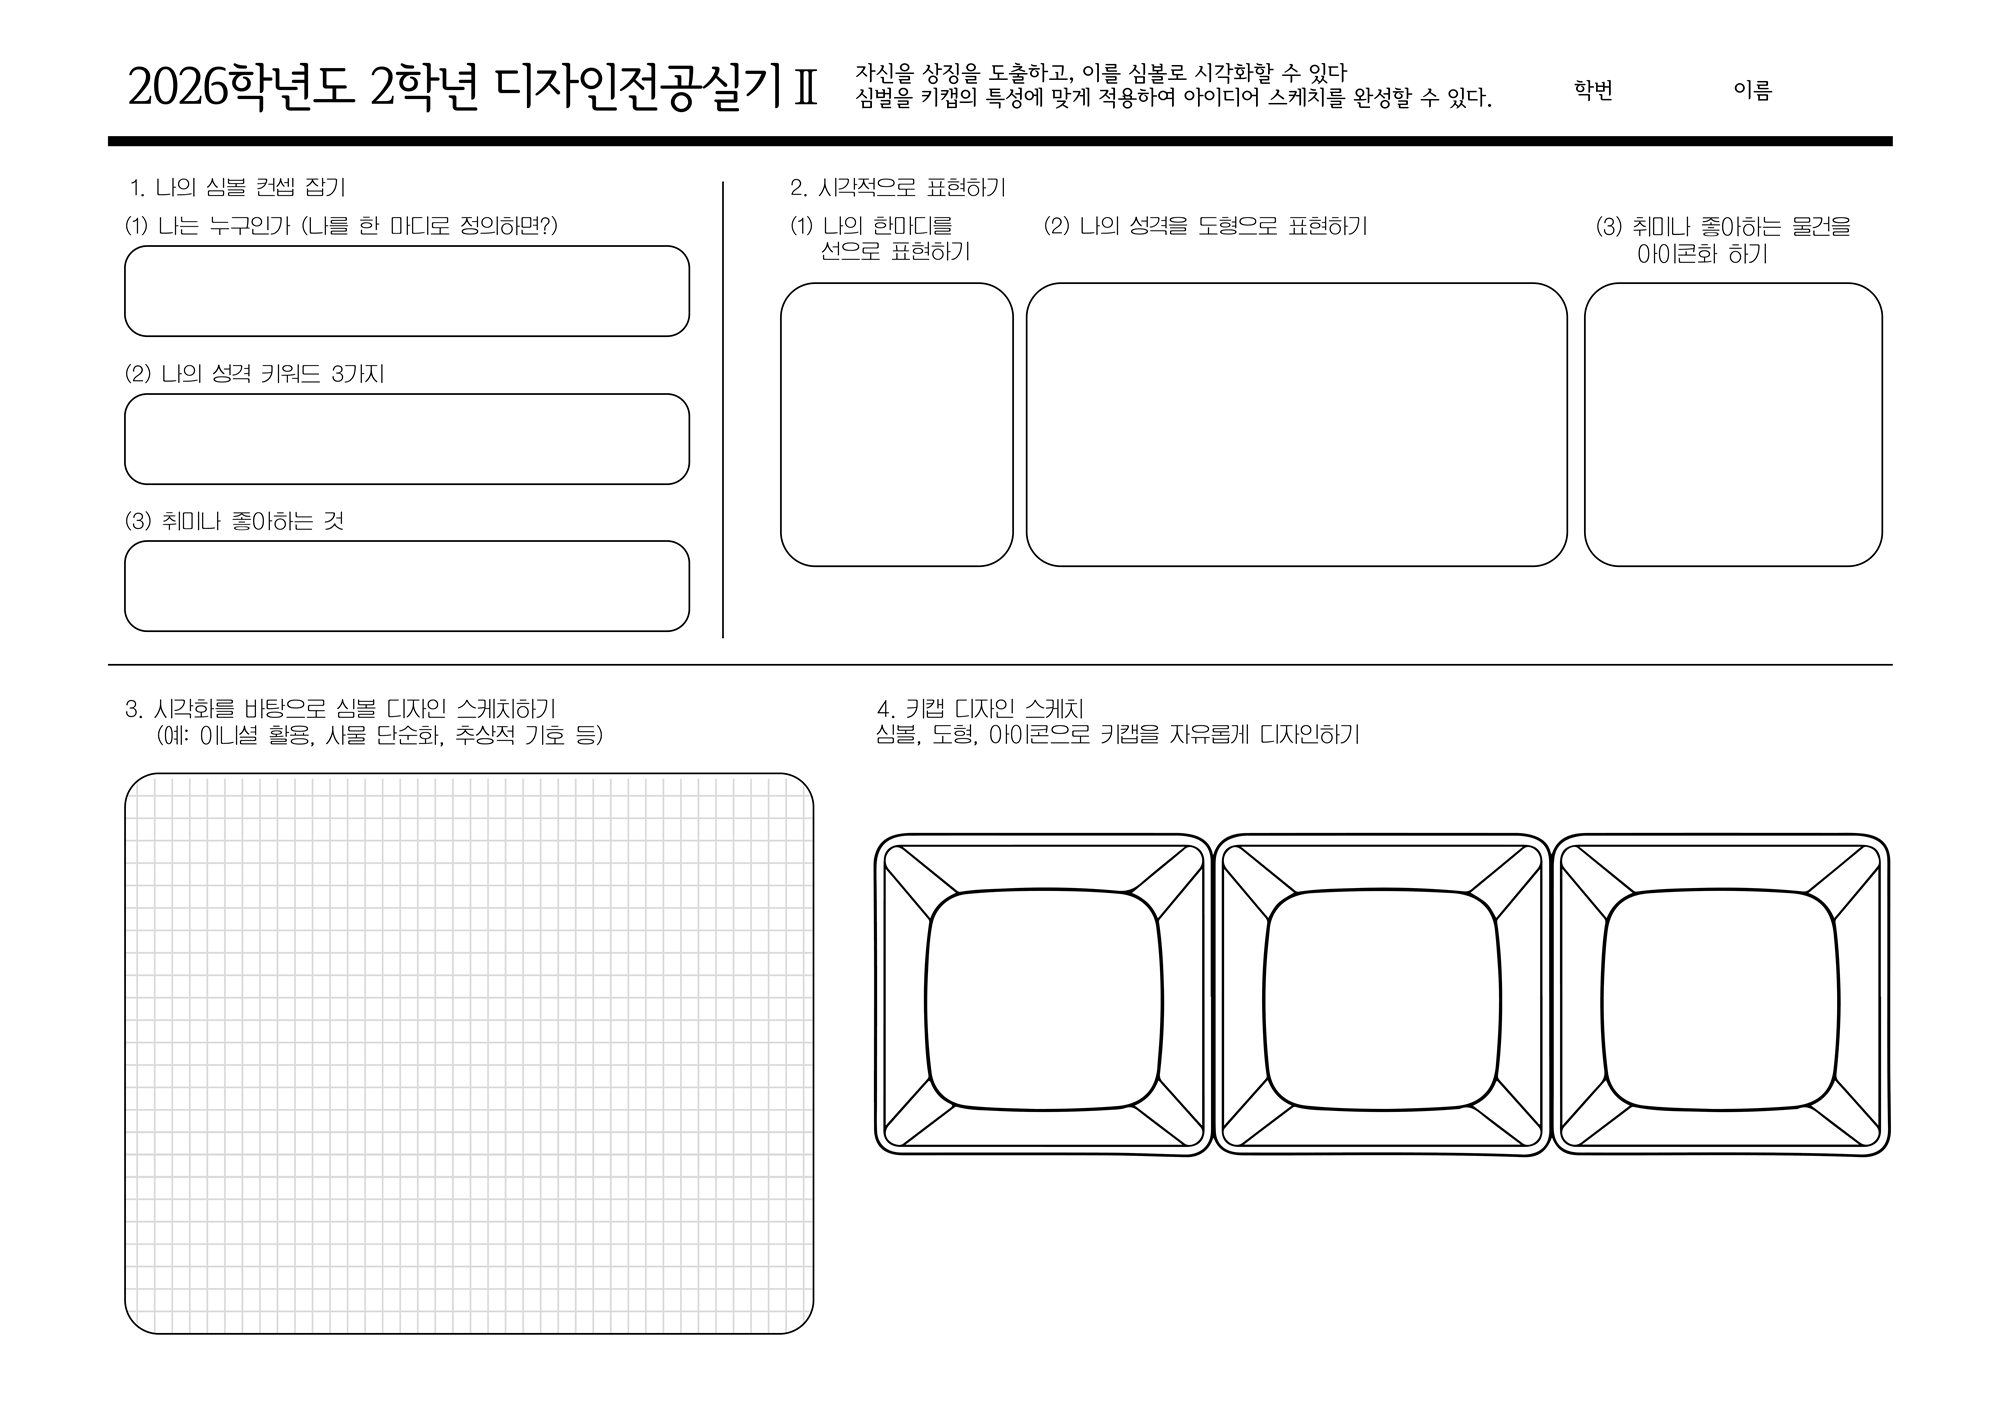 2026학년도 2학년 디자인전공실기Ⅱ
자신을 상징을 도출하고, 이를 심볼로 시각화할 수 있다
심벌을 키캡의 특성에 맞게 적용하여 아이디어 스케치를 완성할 수 있다.
학번
이름
1. 나의 심볼 컨셉 잡기
(1) 나는 누구인가 (나를 한 마디로 정의하면?)
(2) 나의 성격 키워드 3가지
(3) 취미나 좋아하는 것
2. 시각적으로 표현하기
(1) 나의 한마디를
선으로 표현하기
(2) 나의 성격을 도형으로 표현하기
(3) 취미나 좋아하는 물건을
아이콘화 하기
3. 시각화를 바탕으로 심볼 디자인 스케치하기
(예: 이니셜 활용, 사물 단순화, 추상적 기호 등)
4. 키캡 디자인 스케치
심볼, 도형, 아이콘으로 키캡을 자유롭게 디자인하기